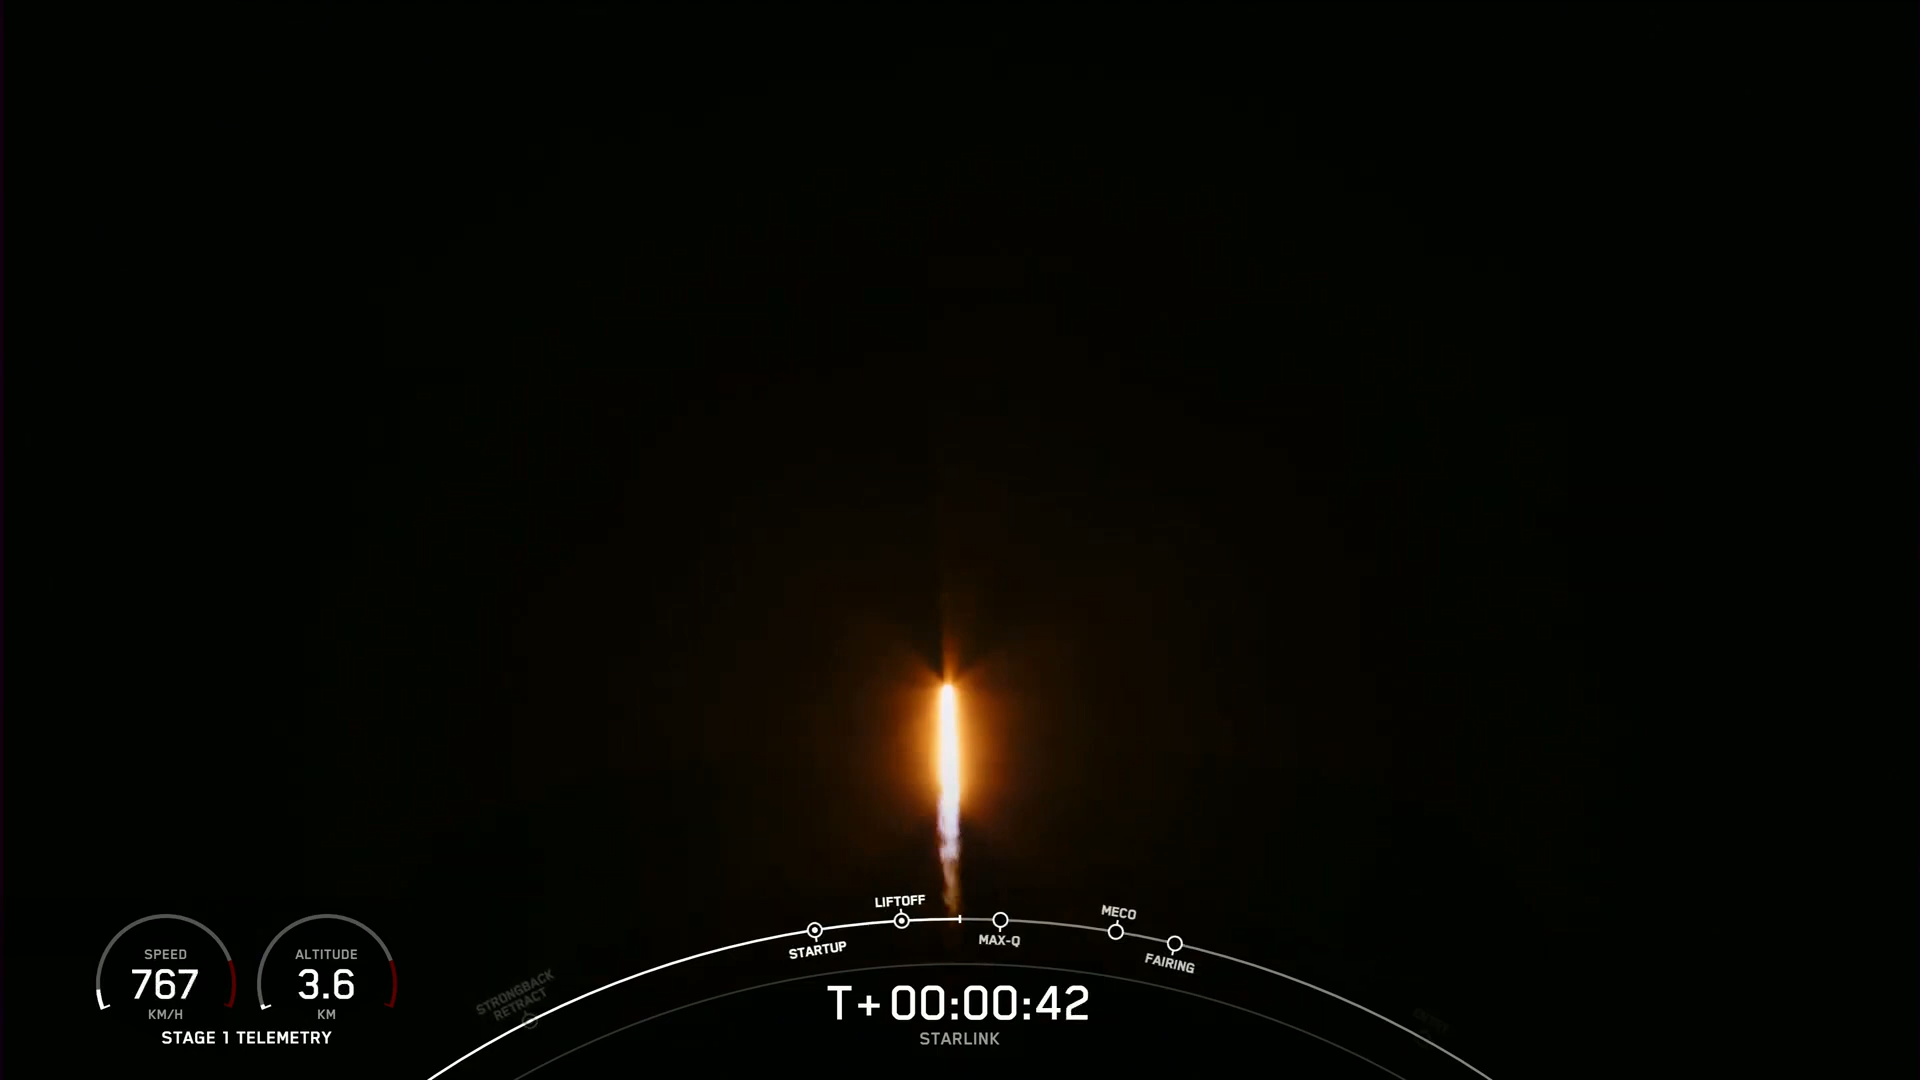 LIFTOFF
MECO
STARTUP
MAX-Q
FAIRING
STRONGBACK
RETRACT
SPEED
767
KM/H
ALTITUDE
3.6
KM
STAGE 1 TELEMETRY
T+00:00:42
STARLINK